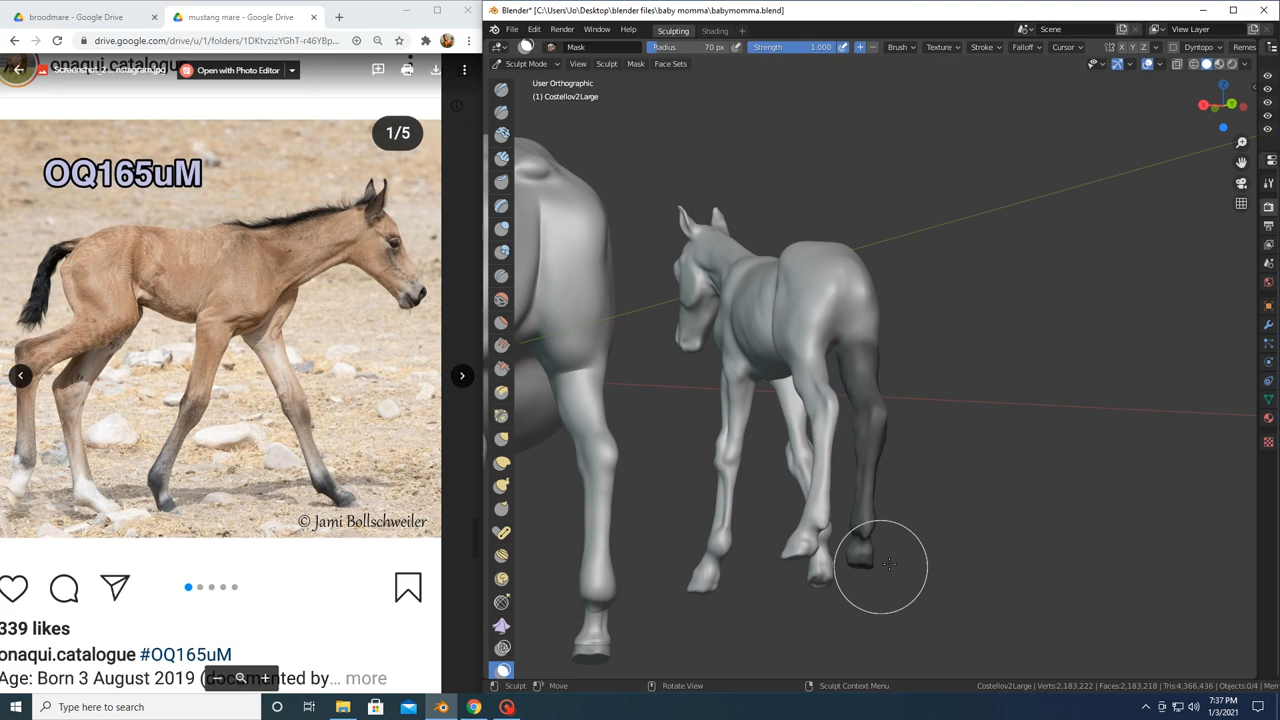 broodmare - Google Drive
mustang mare - Google Drive
drive.google.com/drive/u/1/folders/1DKtvzizYGhT-r46YBp...
Open with Photo Editor
1/5
OQ165uM
© Jami Bollschweiler
339 likes
onaqui.catalogue #OQ165uM
Age: Born 3 August 2019 (documented by... more
Blender* [C:\Users\Jo\Desktop\blender files\baby momma\babymomma.blend]
File Edit Render Window Help Sculpting Shading + Scene View Layer
Mask Radius 70 px Strength 1.000 Brush Texture Stroke Falloff Cursor X Y Z Dyntopo Remes
Sculpt Mode View Sculpt Mask Face Sets
User Orthographic
(1) Costellov2Large
Sculpt Move Rotate View Sculpt Context Menu Costellov2Large | Verts:2,183,222 | Faces:2,183,218 | Tris:4,366,436 | Objects:0/4 | Mem
Type here to search
7:37 PM
1/3/2021